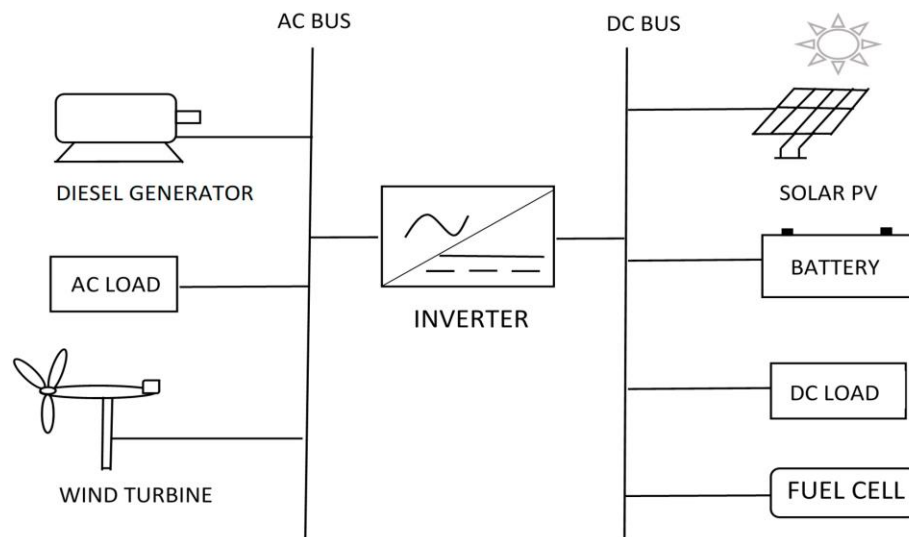 AC BUS
DC BUS
DIESEL GENERATOR
SOLAR PV
AC LOAD
BATTERY
INVERTER
DC LOAD
WIND TURBINE
FUEL CELL